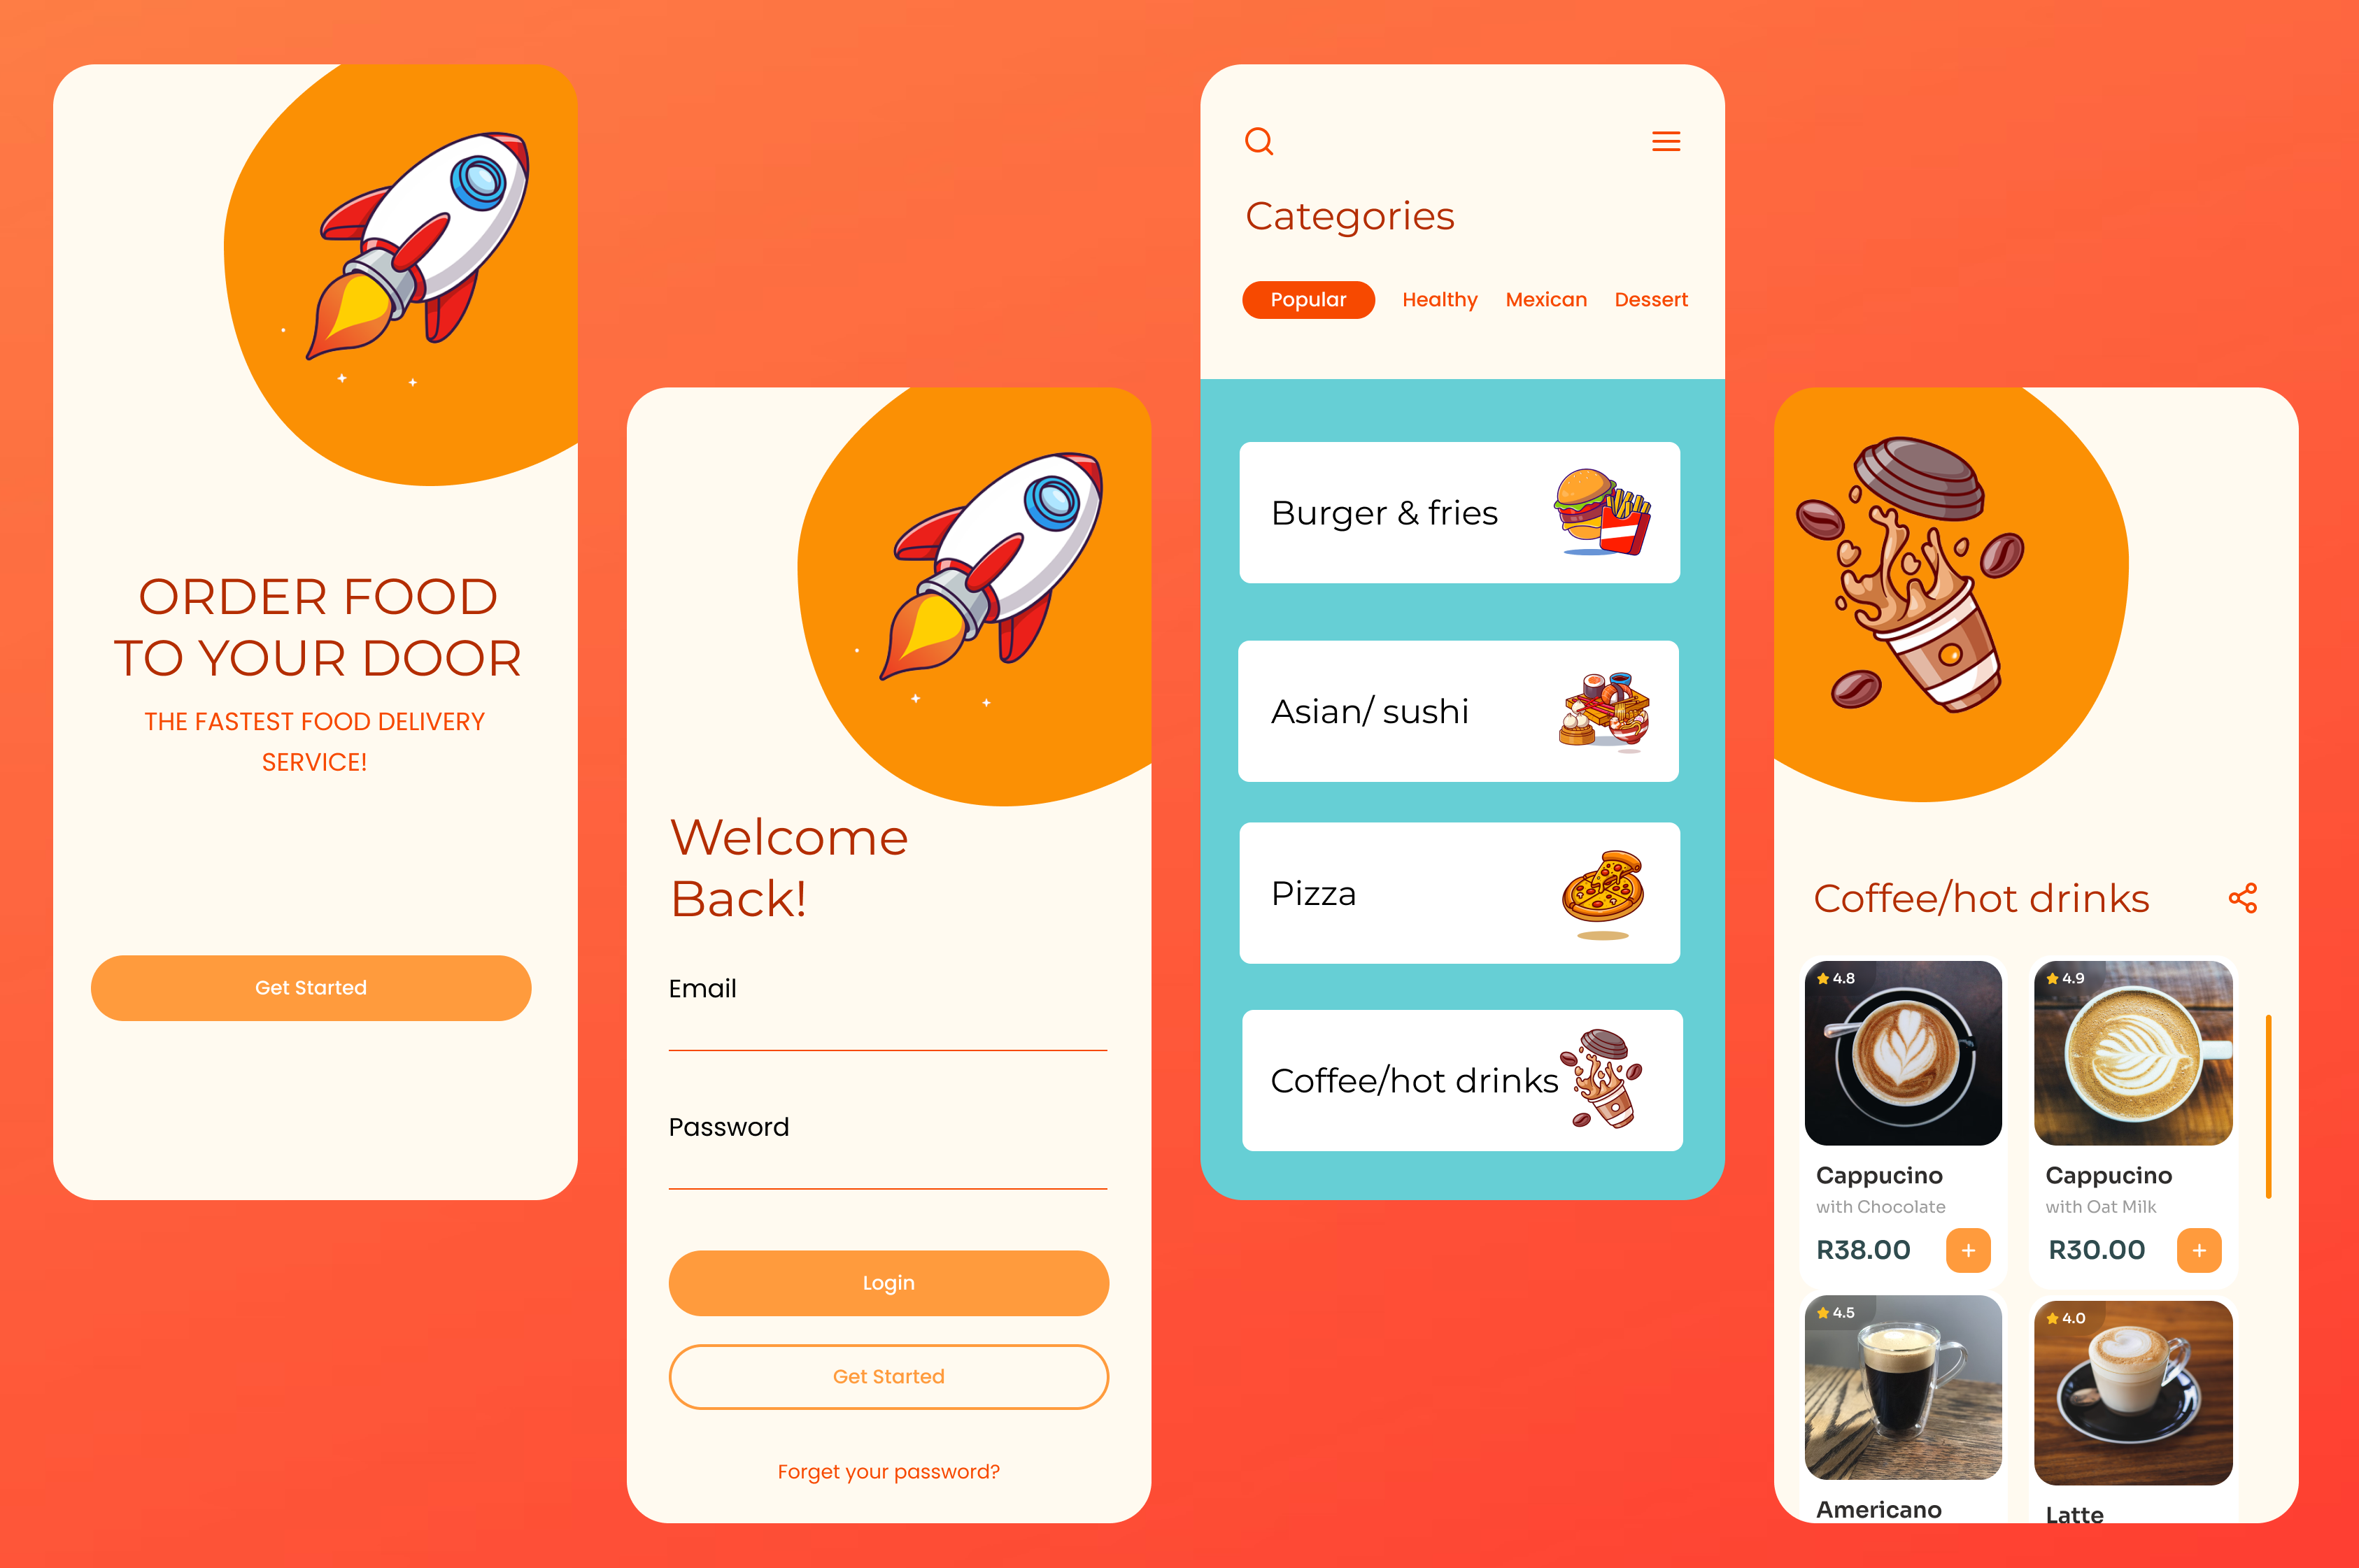 ORDER FOOD
TO YOUR DOOR
THE FASTEST FOOD DELIVERY
SERVICE!
Get Started
Welcome
Back!
Email
Password
Login
Get Started
Forget your password?
Categories
Popular Healthy Mexican Dessert
Burger & fries
Asian/ sushi
Pizza
Coffee/hot drinks
Coffee/hot drinks
4.8
Cappucino
with Chocolate
R38.00 +
4.9
Cappucino
with Oat Milk
R30.00 +
4.5
Americano
4.0
Latte